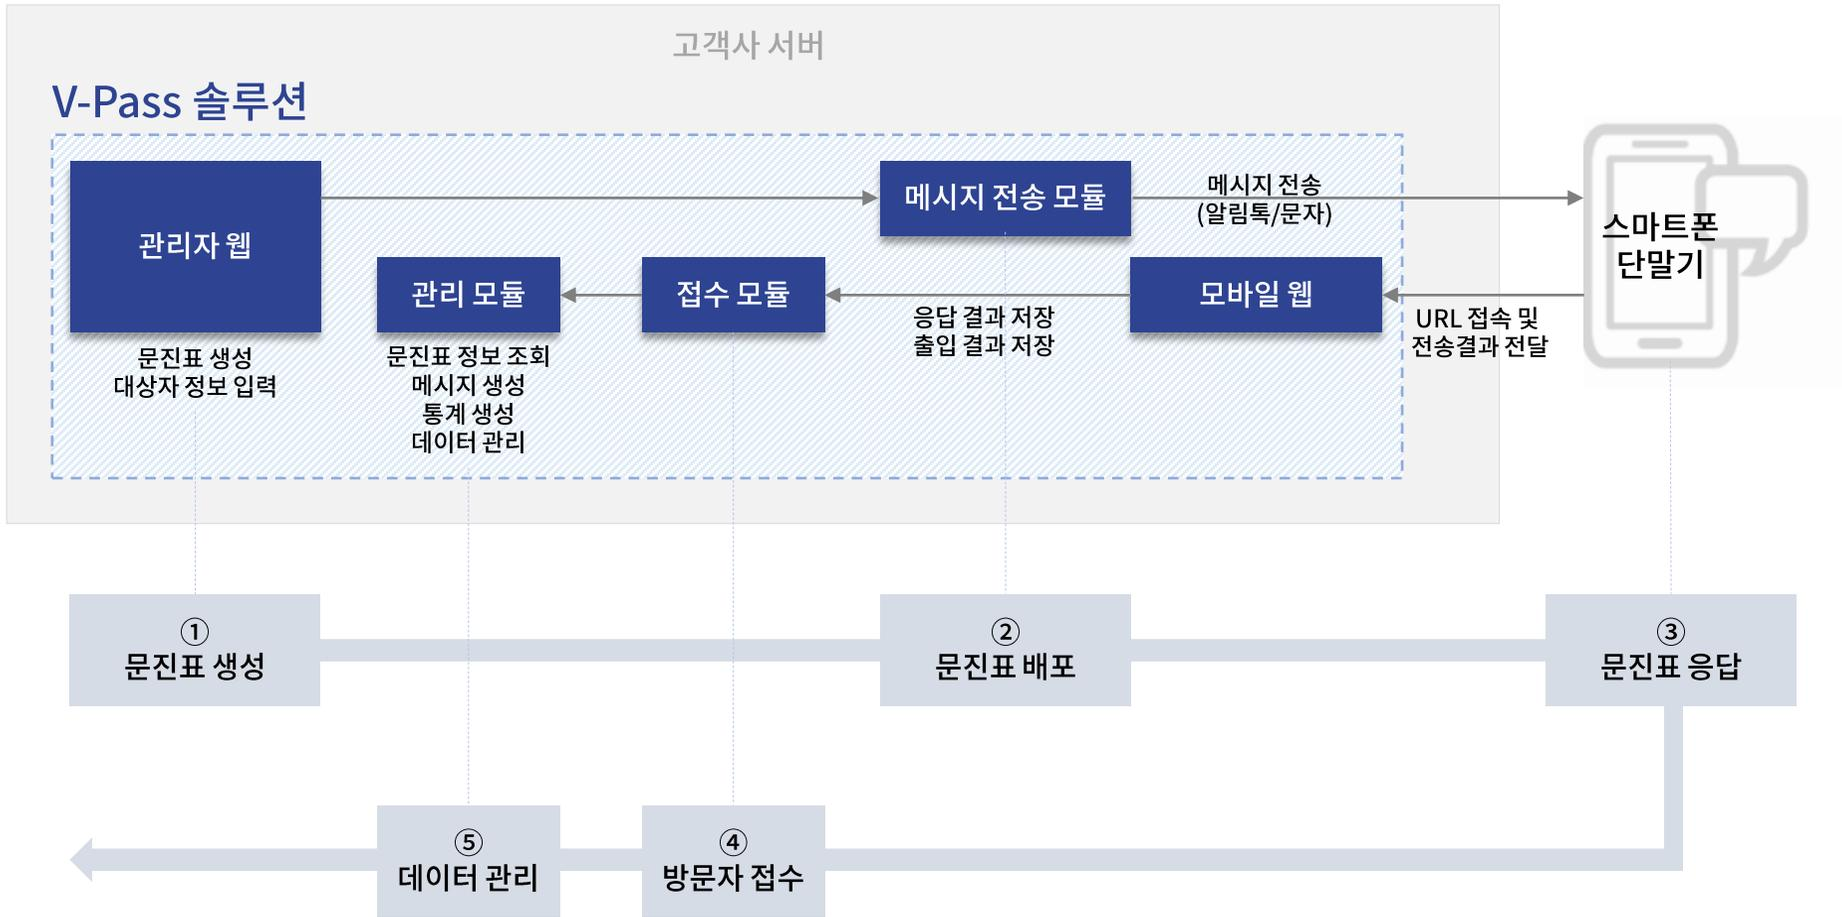 고객사 서버
V-Pass 솔루션
관리자 웹
메시지 전송 모듈
메시지 전송
(알림톡/문자)
스마트폰
단말기
관리 모듈
접수 모듈
모바일 웹
응답 결과 저장
출입 결과 저장
URL 접속 및
전송결과 전달
문진표 생성
대상자 정보 입력
문진표 정보 조회
메시지 생성
통계 생성
데이터 관리
①
문진표 생성
②
문진표 배포
③
문진표 응답
⑤
데이터 관리
④
방문자 접수